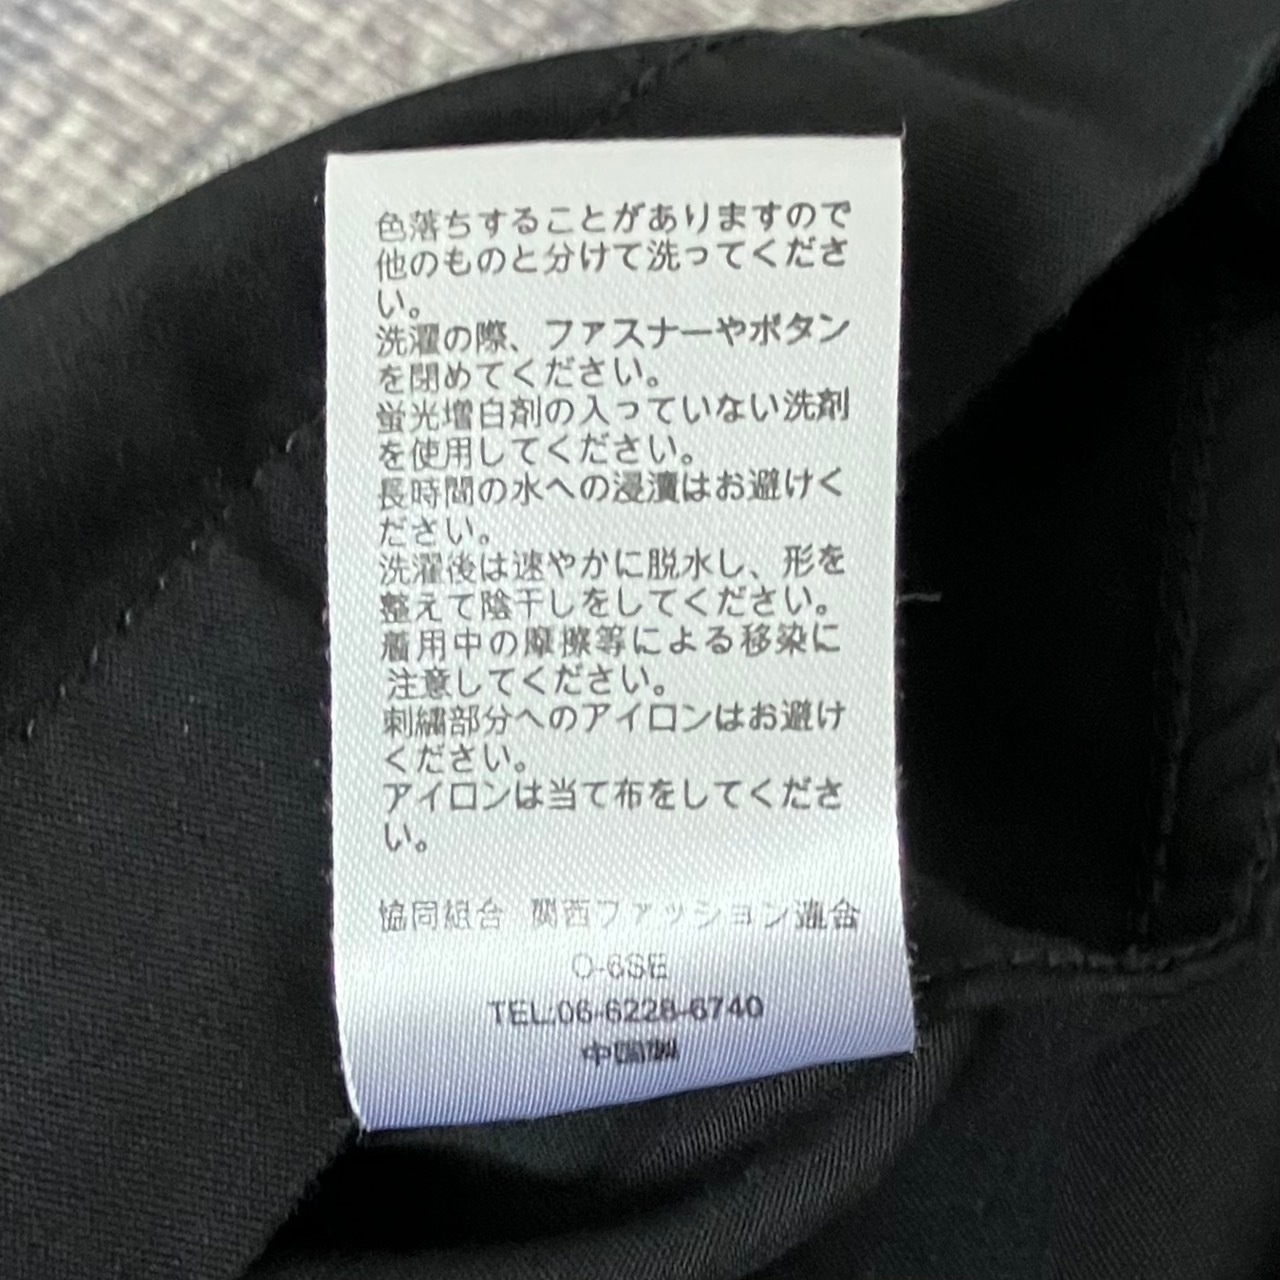 色落ちすることがありますので
他のものと分けて洗ってくださ
い。
洗濯の際、ファスナーやボタン
を閉めてください。
蛍光増白剤の入っていない洗剤
を使用してください。
長時間の水への浸漬はお避けく
ださい。
洗濯後は速やかに脱水し、形を
整えて陰干しをしてください。
着用中の摩擦等による移染に
注意してください。
刺繍部分へのアイロンはお避け
ください。
アイロンは当て布をしてくださ
い。
協同組合 関西ファッション連合
O-6SE
TEL:06-6228-6740
中国製